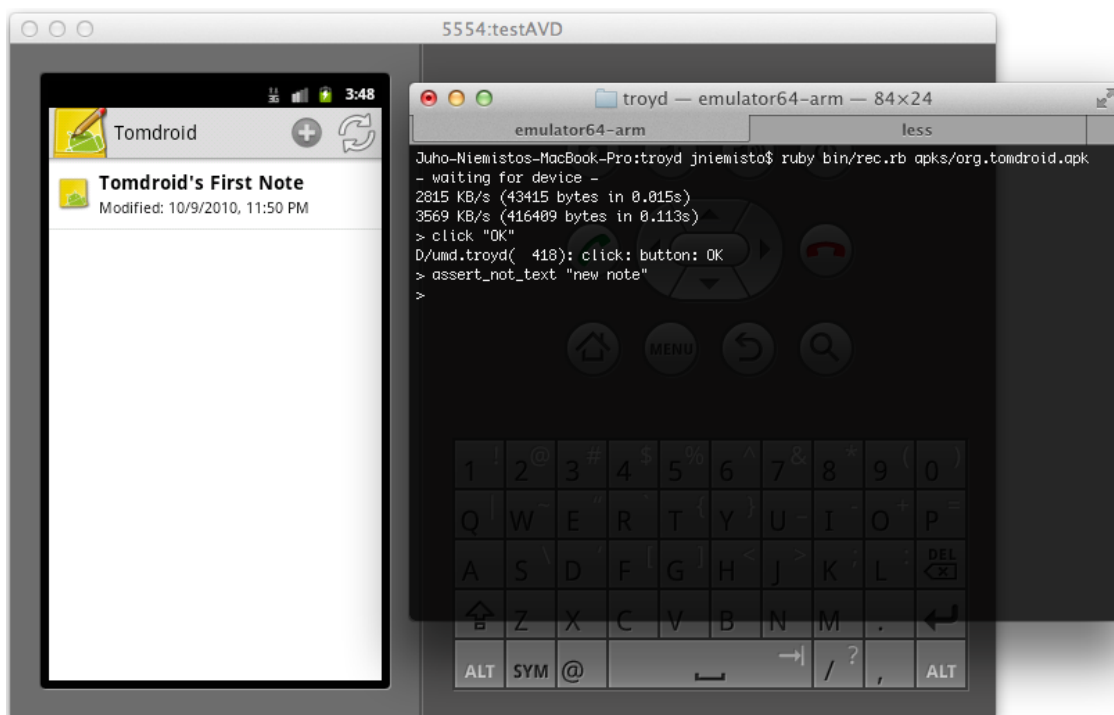 5554:testAVD
3G
3:48
Tomdroid
Tomdroid's First Note
Modified: 10/9/2010, 11:50 PM
troyd — emulator64-arm — 84×24
emulator64-arm
less
Juho-Niemistos-MacBook-Pro:troyd jniemisto$ ruby bin/rec.rb apks/org.tomdroid.apk
- waiting for device -
2815 KB/s (43415 bytes in 0.015s)
3569 KB/s (416409 bytes in 0.113s)
> click "OK"
D/umd.troyd(  418): click: button: OK
> assert_not_text "new note"
>
MENU
1 ! 2 @ 3 # 4 $ 5 % 6 ^ 7 & 8 * 9 ( 0 )
Q | W ~ E " R ` T { Y } U _ I - O + P =
A S \ D ' F [ G ] H < J > K ; L : DEL
Z X C V B N M .
ALT SYM @ / ? , ALT